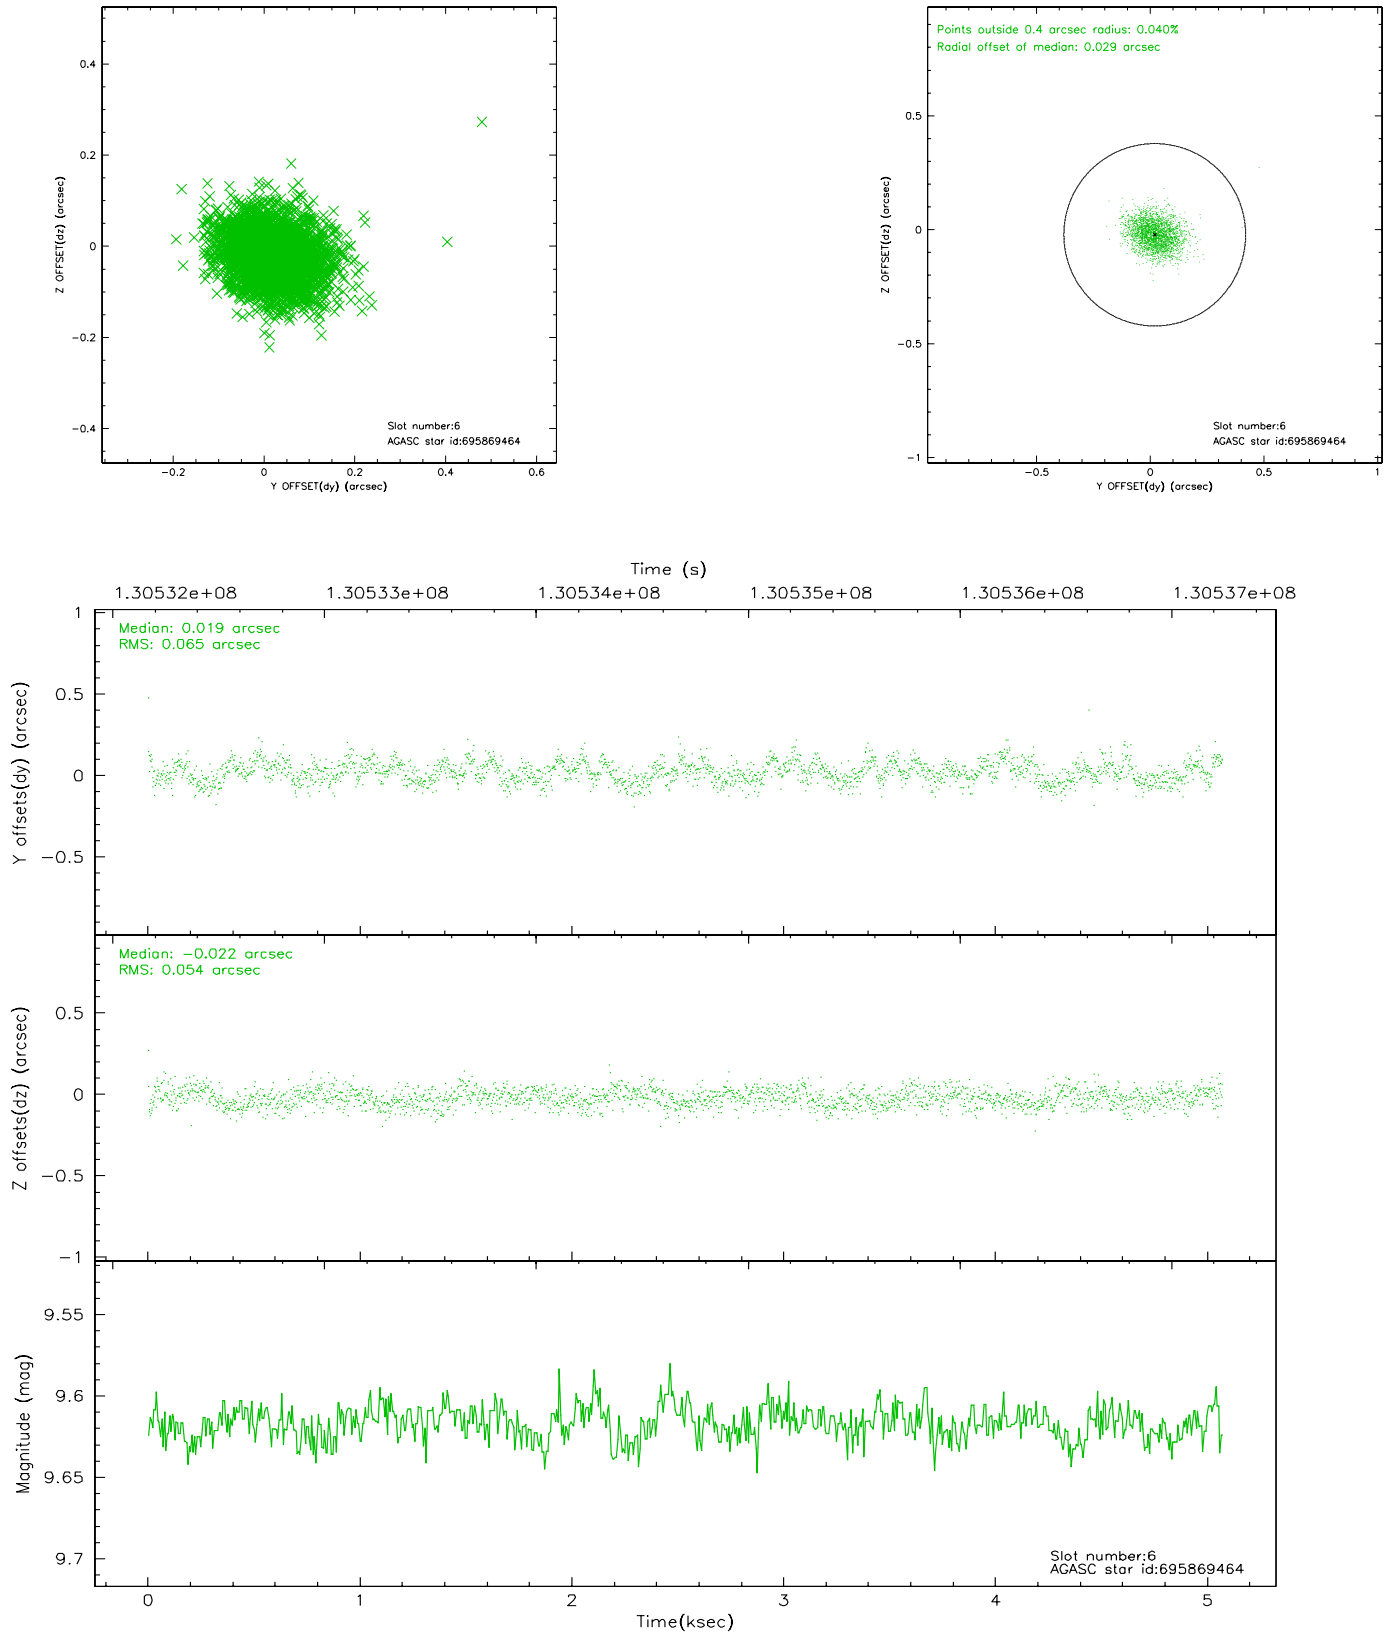 0.4
0.2
0
−0.2
−0.4
Z OFFSET(dz) (arcsec)
Slot number:6
AGASC star id:695869464
−0.2
0
0.2
0.4
0.6
Y OFFSET(dy) (arcsec)
Points outside 0.4 arcsec radius: 0.040%
Radial offset of median: 0.029 arcsec
0.5
0
−0.5
−1
Z OFFSET(dz) (arcsec)
Slot number:6
AGASC star id:695869464
−0.5
0
0.5
1
Y OFFSET(dy) (arcsec)
Time (s)
1.30532e+08
1.30533e+08
1.30534e+08
1.30535e+08
1.30536e+08
1.30537e+08
1
0.5
0
−0.5
Y offsets(dy) (arcsec)
Median: 0.019 arcsec
RMS: 0.065 arcsec
0.5
0
−0.5
−1
Z offsets(dz) (arcsec)
Median: −0.022 arcsec
RMS: 0.054 arcsec
9.55
9.6
9.65
9.7
Magnitude (mag)
Slot number:6
AGASC star id:695869464
0
1
2
3
4
5
Time(ksec)